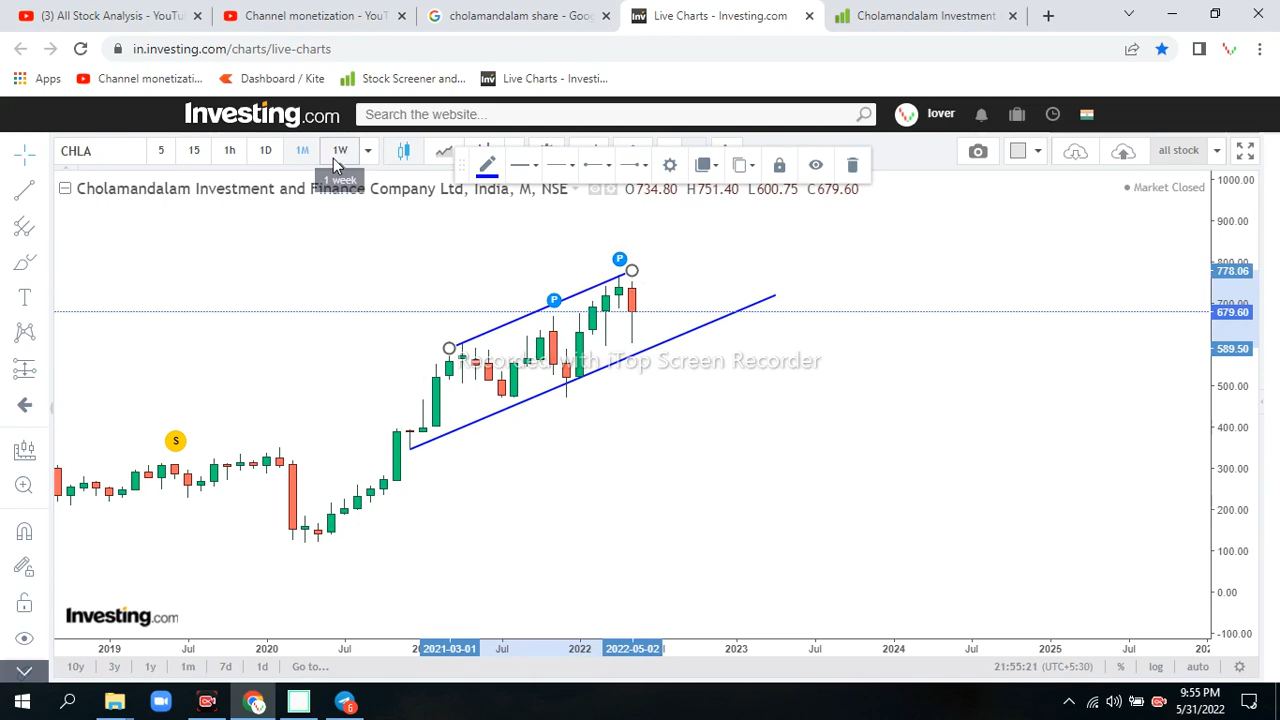 All Stock Analysis - YouTu
Channel monetization - YouT
cholamandalam share - Goo
Live Charts - Investing.com
Cholamandalam Investment
in.investing.com/charts/live-charts
Apps
Channel monetizati...
Dashboard / Kite
Stock Screener and...
Inv
Live Charts - Investi...
Investing.com
Search the website...
lover
CHLA
5
15
1h
1D
1M
1W
all stock
1 week
Cholamandalam Investment and Finance Company Ltd, India, M, NSE
O734.80
H751.40
L600.75
C679.60
Market Closed
1000.00
900.00
800.00
778.06
700.00
679.60
589.50
500.00
400.00
300.00
200.00
100.00
0.00
-100.00
P
P
S
Recorded with iTop Screen Recorder
Investing.com
2019
Jul
2020
Jul
2021-03-01
Jul
2022
2022-05-02
2023
Jul
2024
Jul
10y
3y
1y
1m
7d
1d
Go to...
21:55:21 (UTC+5:30)
%
log
auto
9:55 PM
5/31/2022